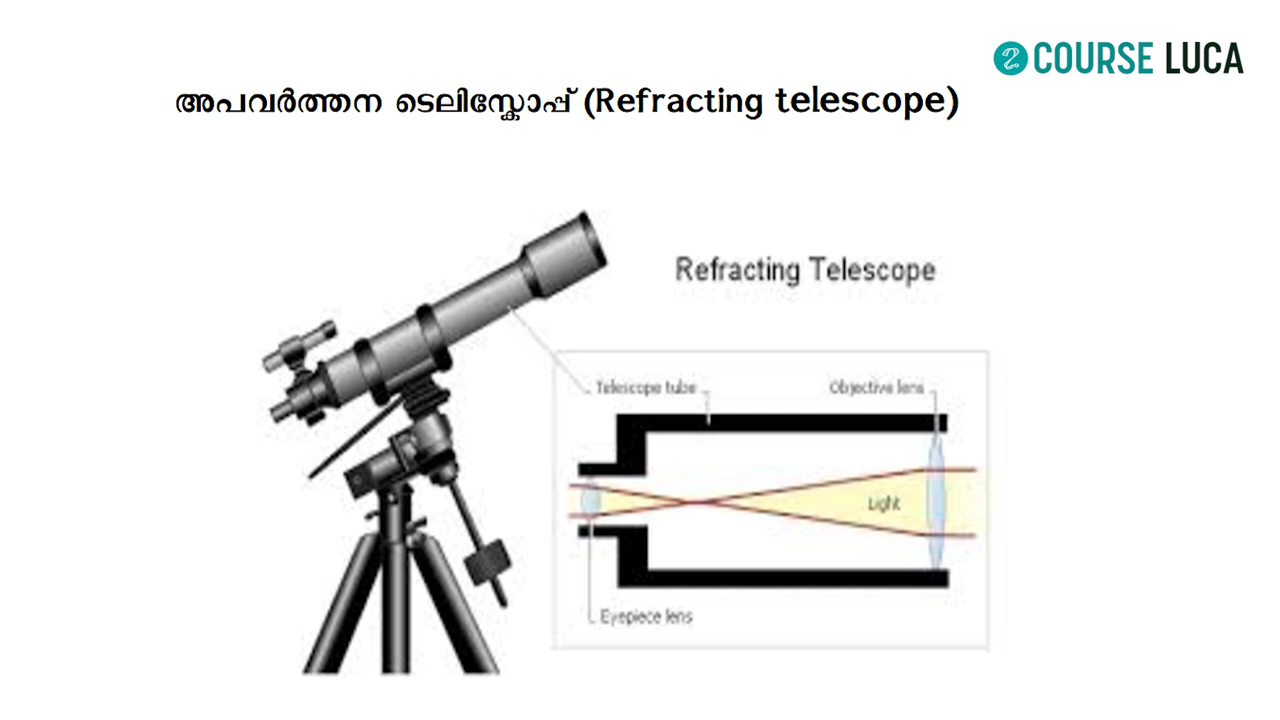 COURSE LUCA
അപവർത്തന ടെലിസ്കോപ്പ് (Refracting telescope)
Refracting Telescope
Telescope tube
Objective lens
Light
Eyepiece lens